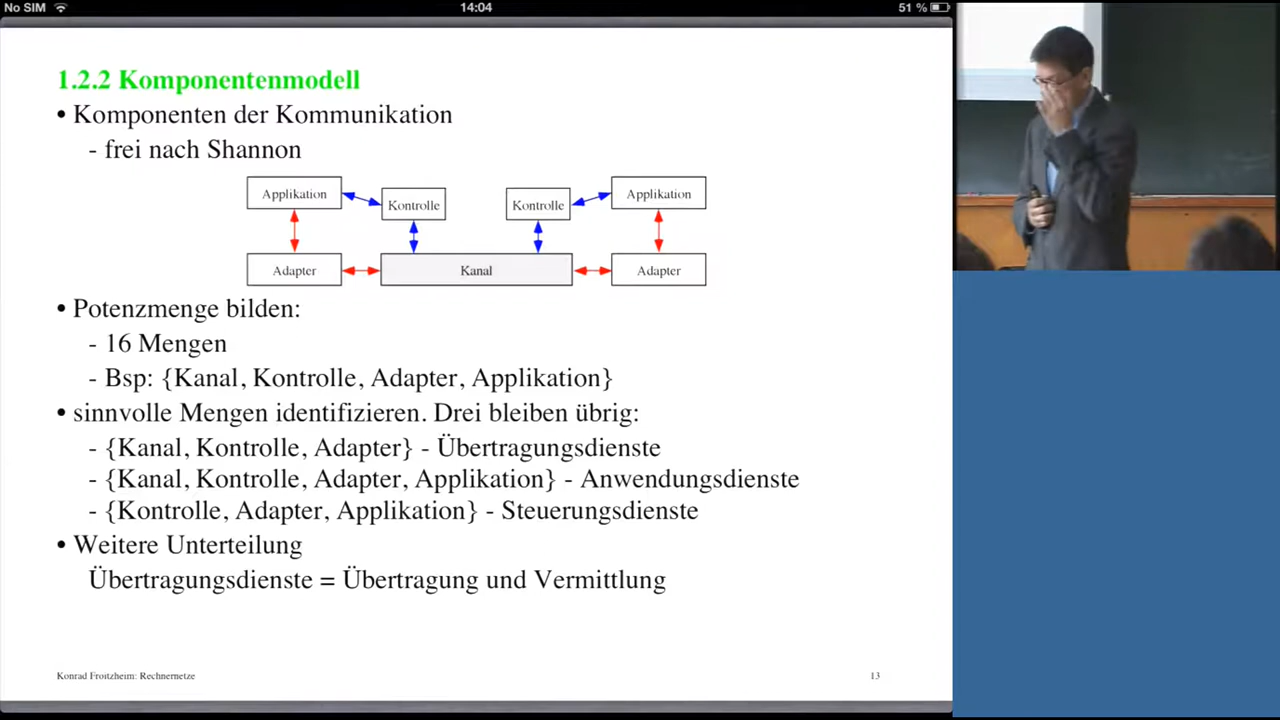 No SIM 14:04 51 %
1.2.2 Komponentenmodell
• Komponenten der Kommunikation
- frei nach Shannon
Applikation Kontrolle Kontrolle Applikation
Adapter Kanal Adapter
• Potenzmenge bilden:
- 16 Mengen
- Bsp: {Kanal, Kontrolle, Adapter, Applikation}
• sinnvolle Mengen identifizieren. Drei bleiben übrig:
- {Kanal, Kontrolle, Adapter} - Übertragungsdienste
- {Kanal, Kontrolle, Adapter, Applikation} - Anwendungsdienste
- {Kontrolle, Adapter, Applikation} - Steuerungsdienste
• Weitere Unterteilung
Übertragungsdienste = Übertragung und Vermittlung
Konrad Froitzheim: Rechnernetze 13